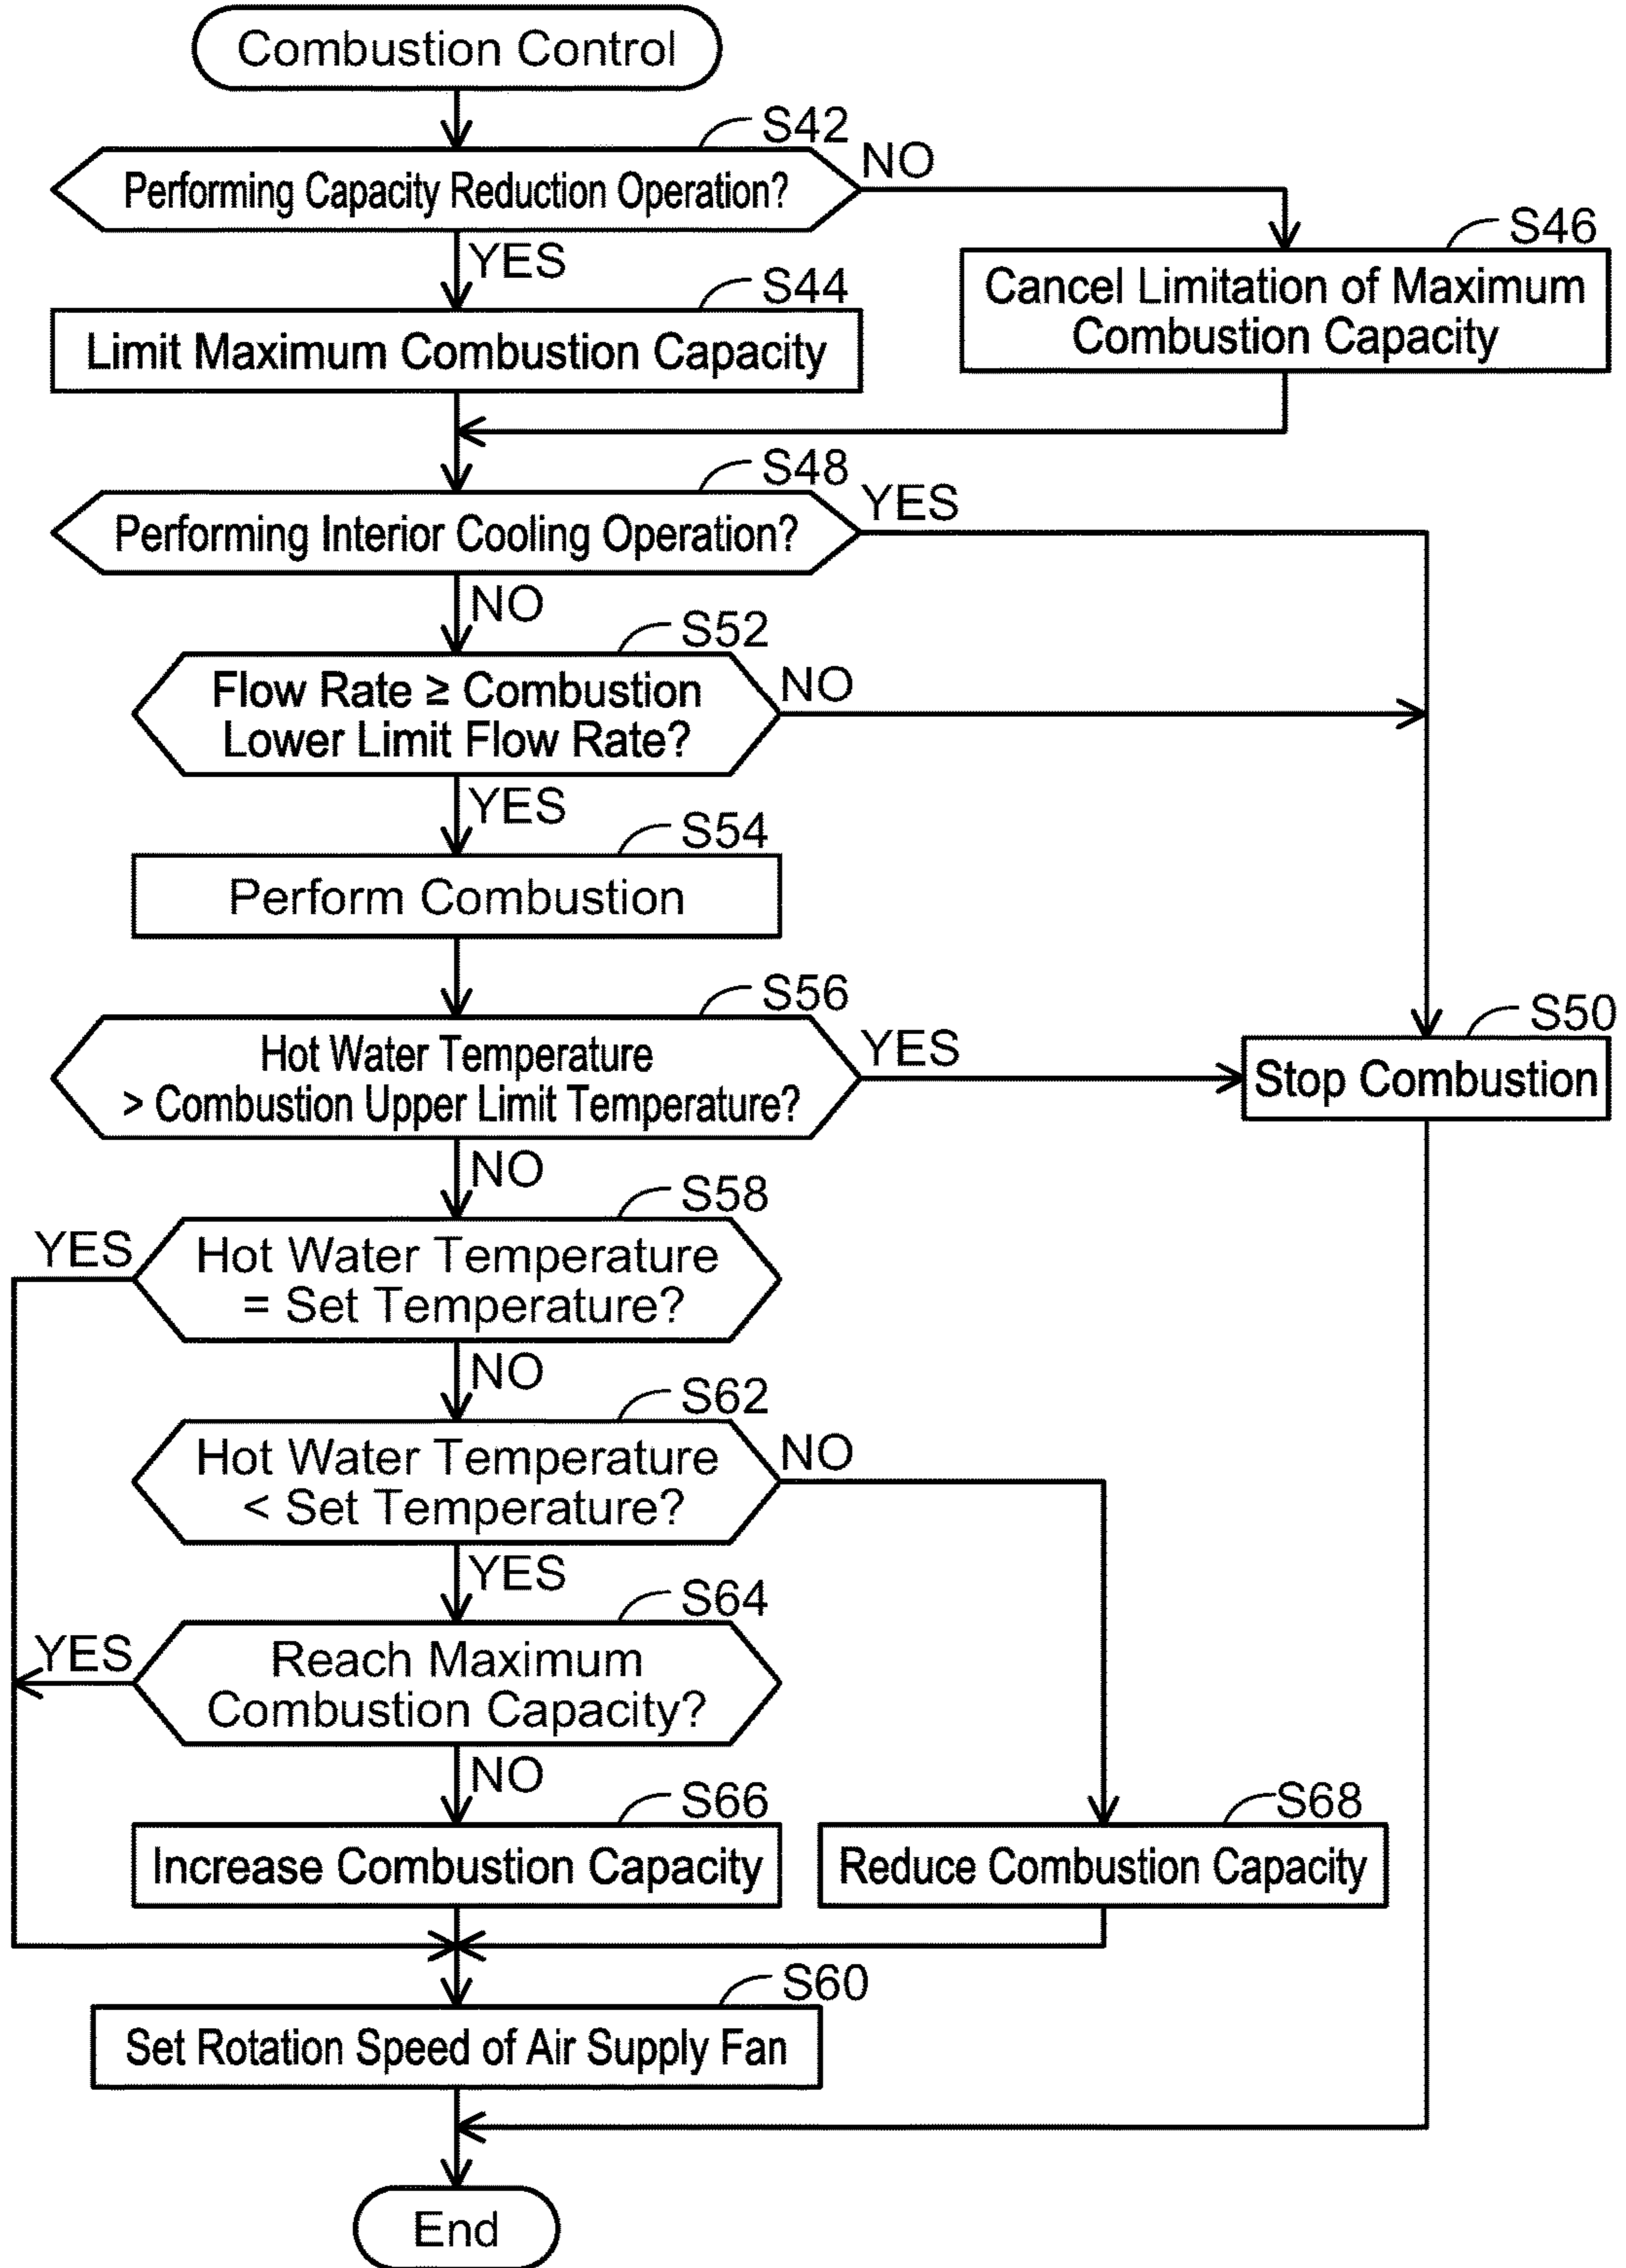 Combustion Control
S42
Performing Capacity Reduction Operation?
NO
YES
S46
Cancel Limitation of Maximum
Combustion Capacity
S44
Limit Maximum Combustion Capacity
S48
Performing Interior Cooling Operation?
YES
NO
S52
Flow Rate ≥ Combustion
Lower Limit Flow Rate?
NO
YES
S54
Perform Combustion
S56
Hot Water Temperature
> Combustion Upper Limit Temperature?
YES
S50
Stop Combustion
NO
S58
YES
Hot Water Temperature
= Set Temperature?
NO
S62
Hot Water Temperature
< Set Temperature?
NO
YES
S64
YES
Reach Maximum
Combustion Capacity?
NO
S66
Increase Combustion Capacity
S68
Reduce Combustion Capacity
S60
Set Rotation Speed of Air Supply Fan
End